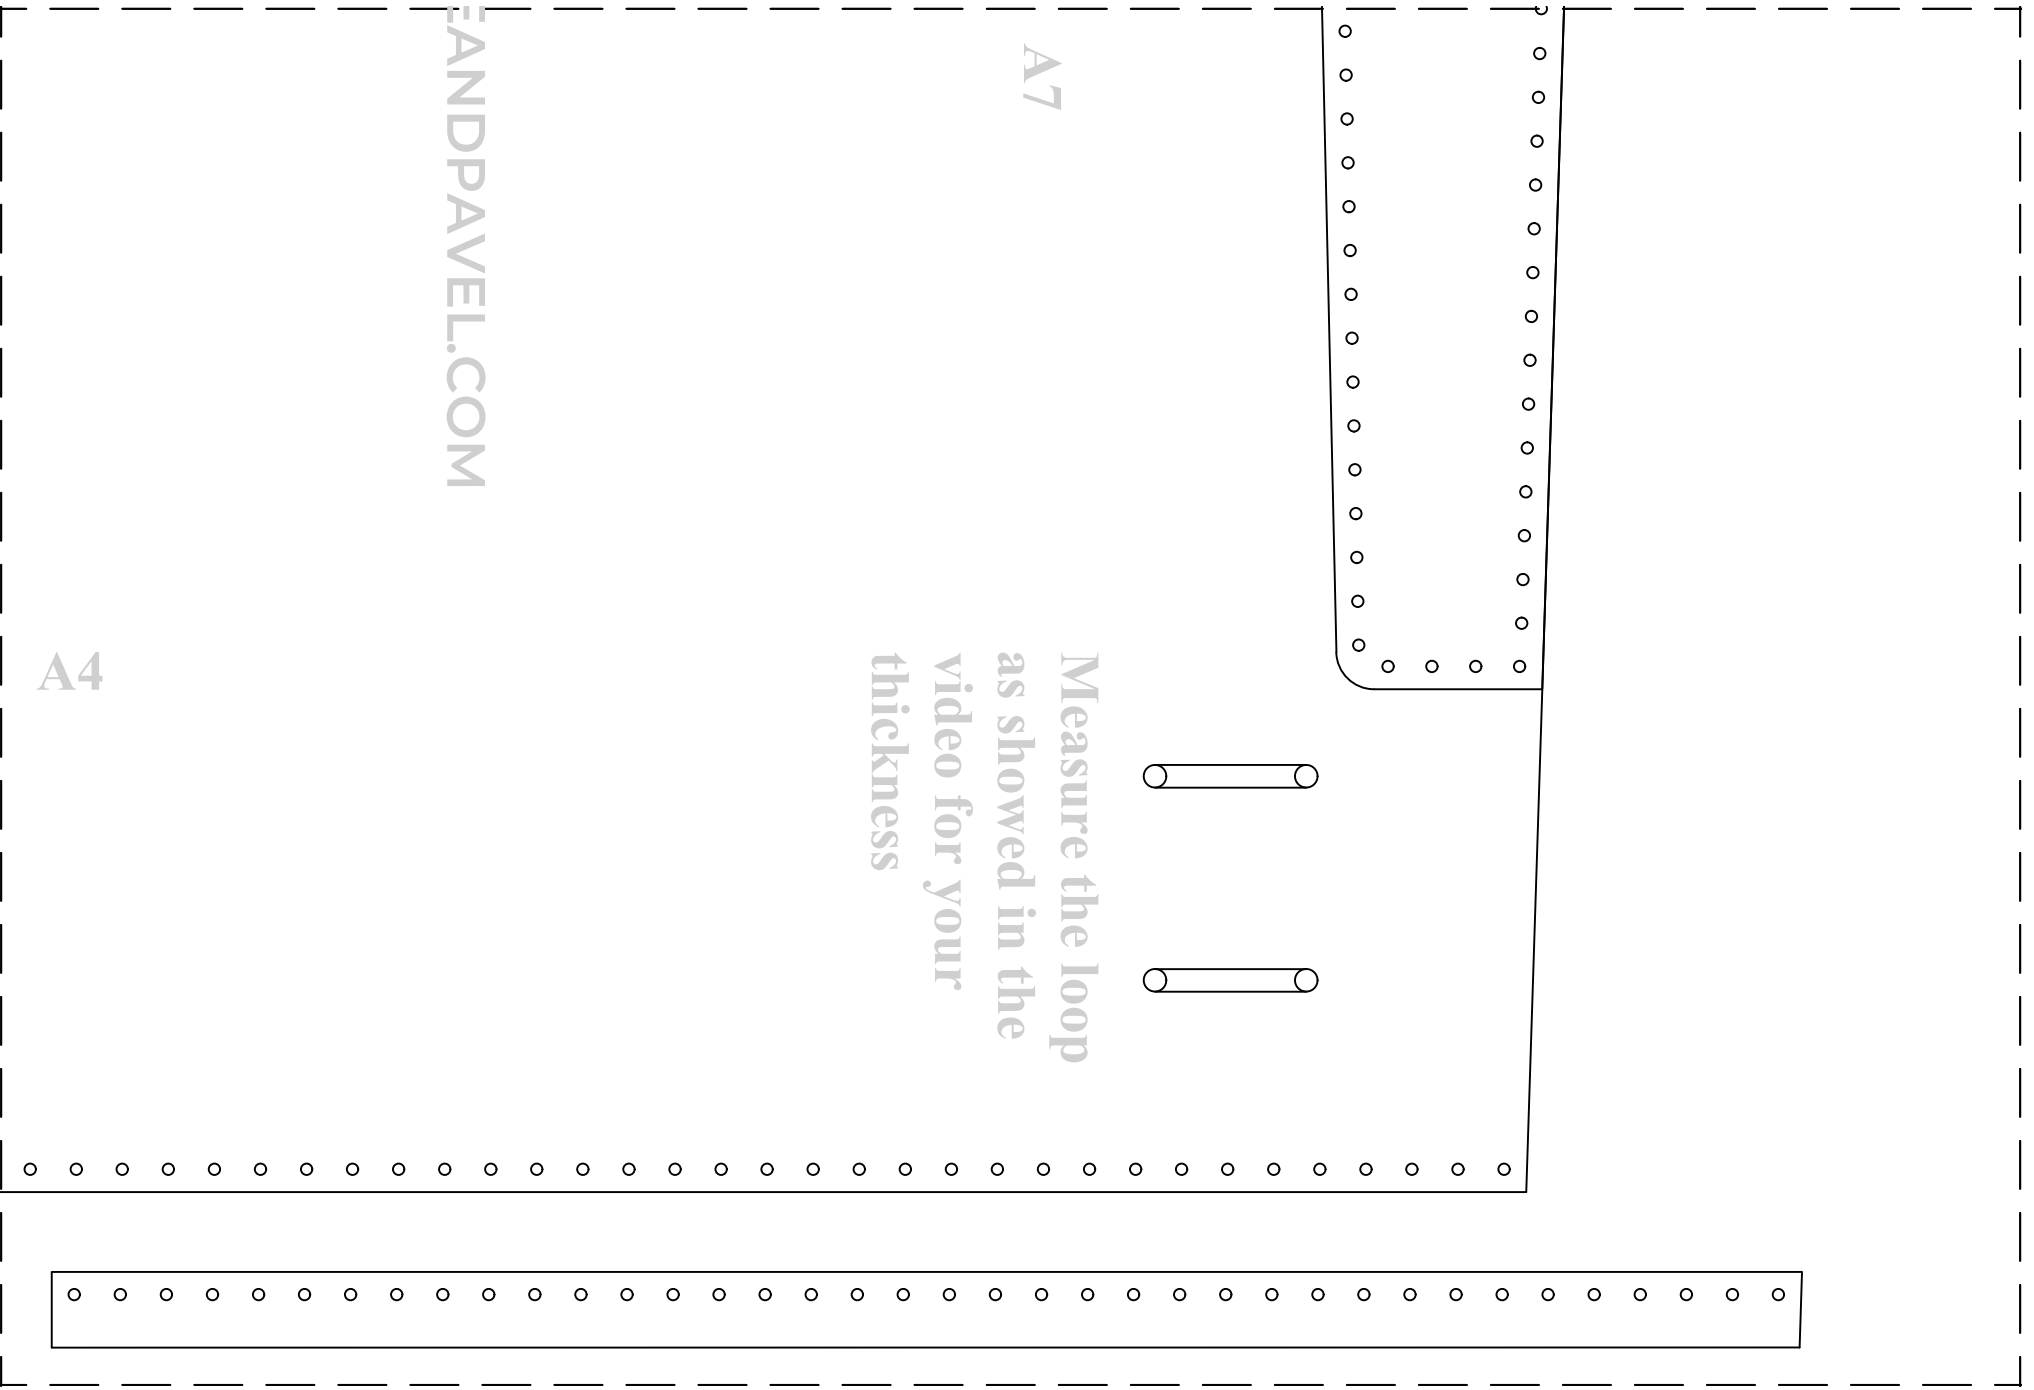 EANDPAVEL.COM
A7
A4
Measure the loop
as showed in the
video for your
thickness